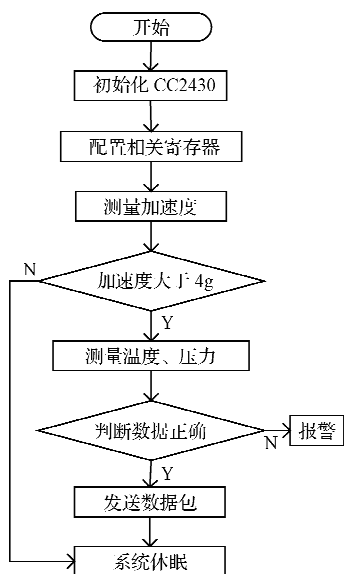 开始
初始化 CC2430
配置相关寄存器
测量加速度
N
加速度大于 4g
Y
测量温度、压力
判断数据正确
N
报警
Y
发送数据包
系统休眠